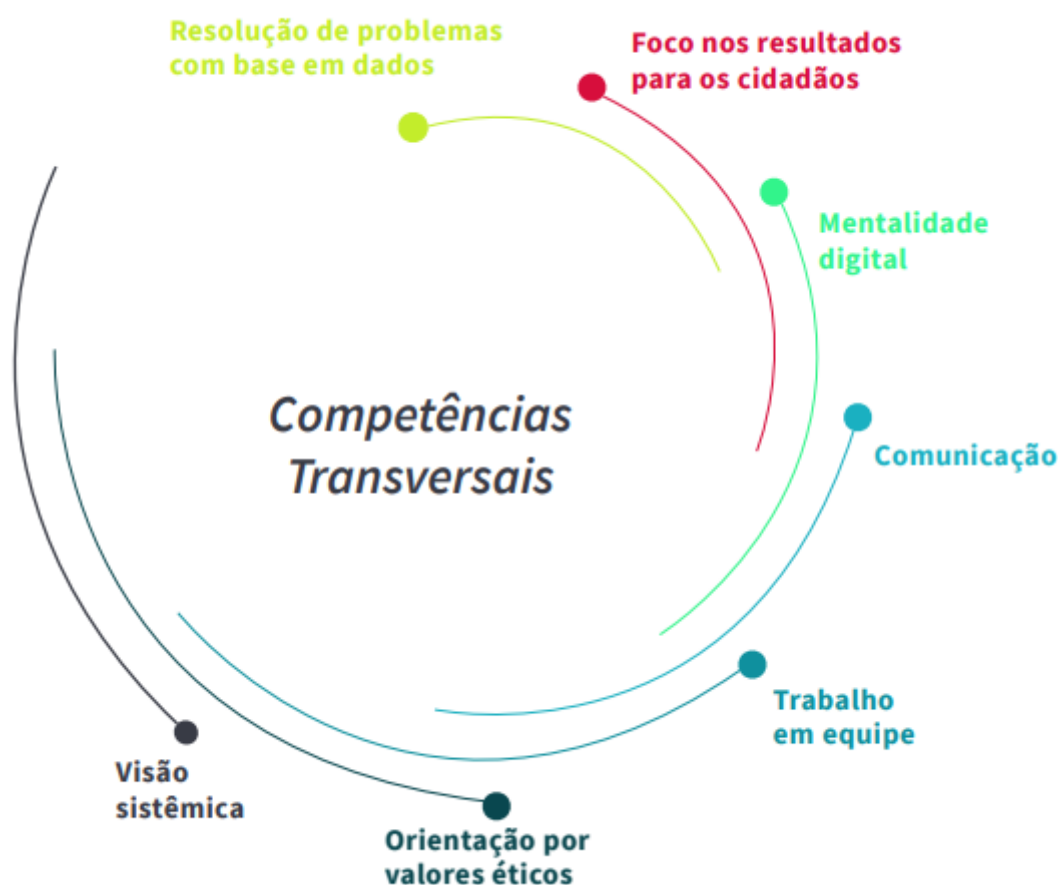 Resolução de problemas
com base em dados
Foco nos resultados
para os cidadãos
Mentalidade
digital
Competências
Transversais
Comunicação
Trabalho
em equipe
Visão
sistêmica
Orientação por
valores éticos